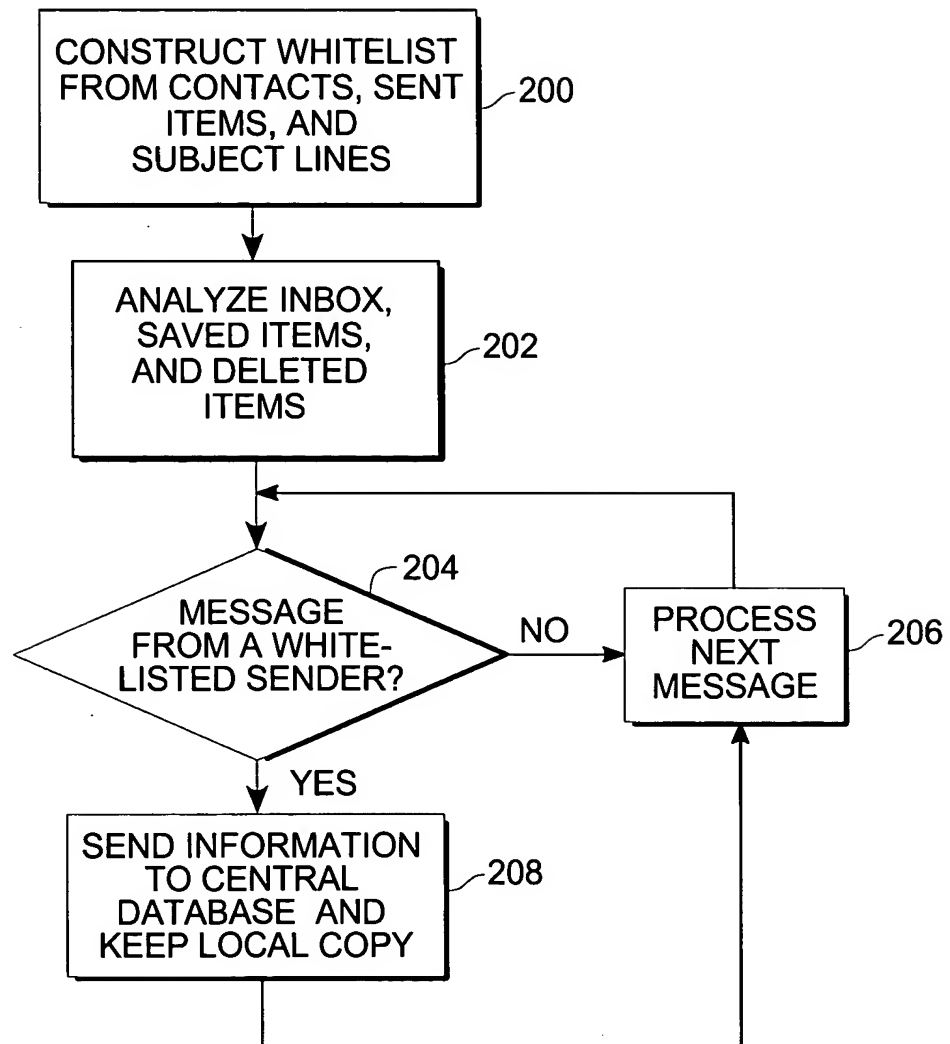 CONSTRUCT WHITELIST
FROM CONTACTS, SENT
ITEMS, AND
SUBJECT LINES
200
ANALYZE INBOX,
SAVED ITEMS,
AND DELETED
ITEMS
202
204
MESSAGE
FROM A WHITE-
LISTED SENDER?
NO
PROCESS
NEXT
MESSAGE
206
YES
SEND INFORMATION
TO CENTRAL
DATABASE AND
KEEP LOCAL COPY
208